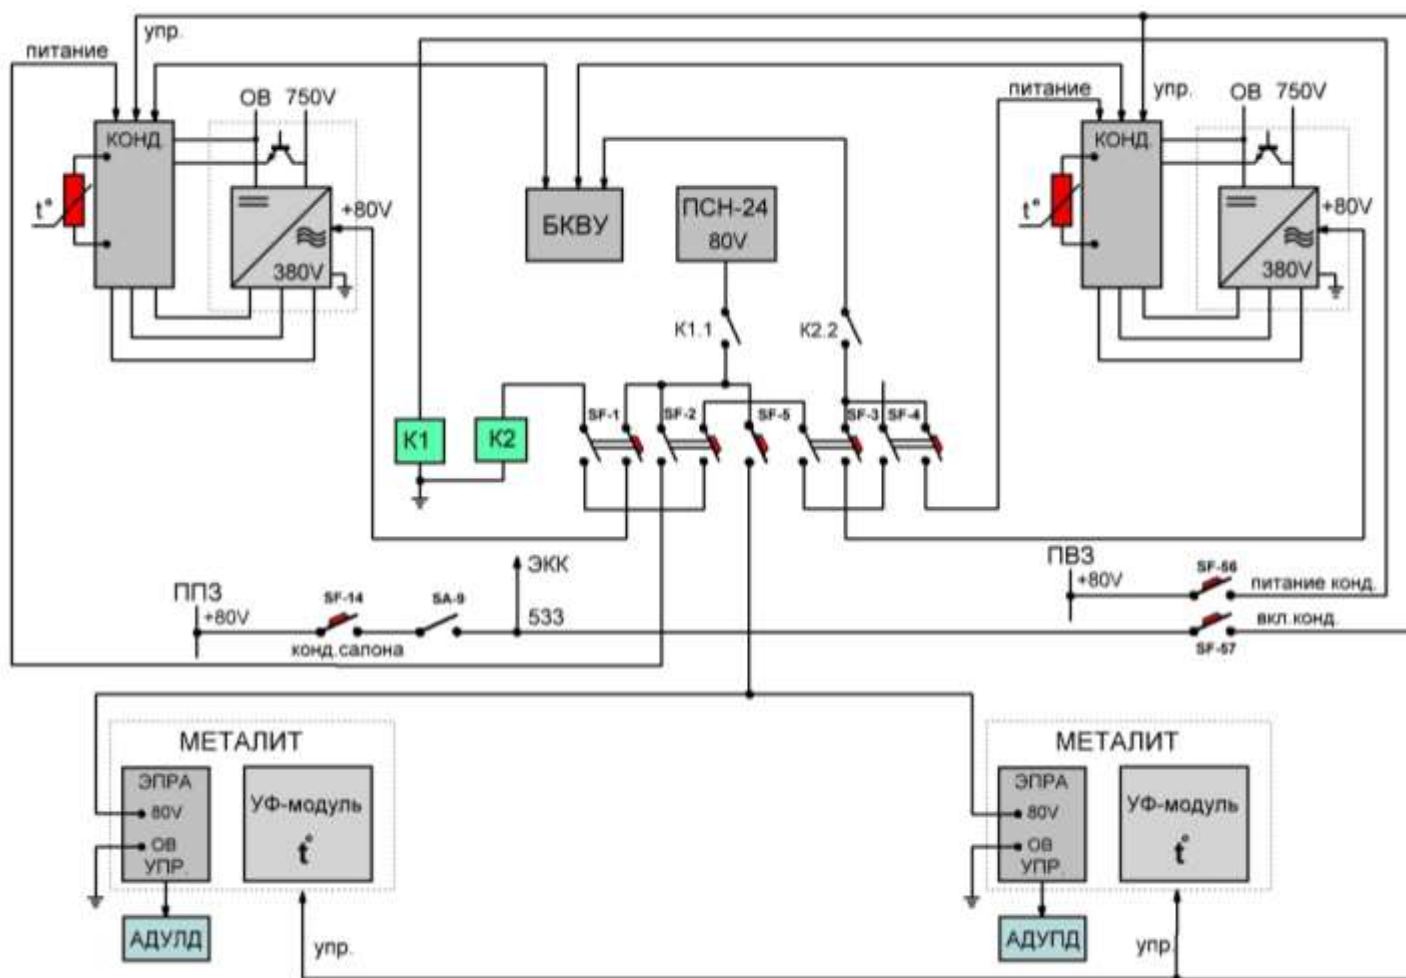 упр.
питание
ОВ 750V
КОНД.
t°
+80V
380V
БКВУ
ПСН-24
80V
питание
упр.
ОВ 750V
КОНД.
t°
+80V
380V
К1.1
К2.2
К1
К2
SF-1
SF-2
SF-5
SF-3
SF-4
ЭКК
ППЗ
+80V
SF-14
SA-9
533
конд.салона
ПВЗ
+80V
SF-56
питание конд.
вкл.конд.
SF-57
МЕТАЛИТ
ЭПРА
80V
ОВ
УПР.
УФ-модуль
t°
АДУЛД
упр.
МЕТАЛИТ
ЭПРА
80V
ОВ
УПР.
УФ-модуль
t°
АДУПД
упр.